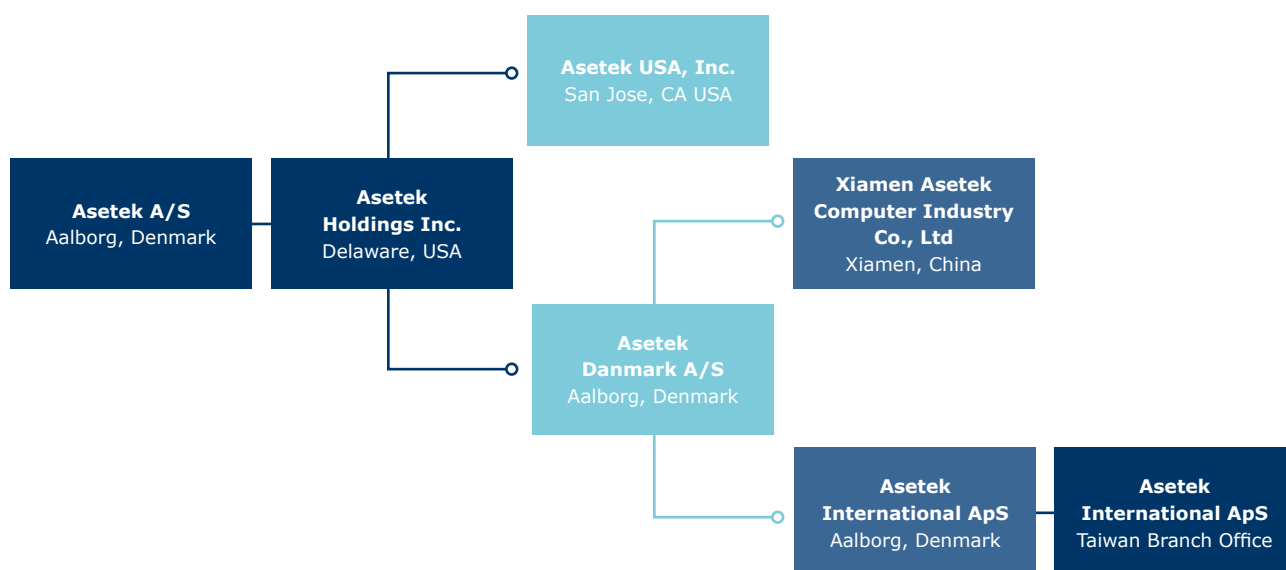 Asetek USA, Inc.
San Jose, CA USA
Asetek A/S
Aalborg, Denmark
Asetek
Holdings Inc.
Delaware, USA
Xiamen Asetek
Computer Industry
Co., Ltd
Xiamen, China
Asetek
Danmark A/S
Aalborg, Denmark
Asetek
International ApS
Aalborg, Denmark
Asetek
International ApS
Taiwan Branch Office